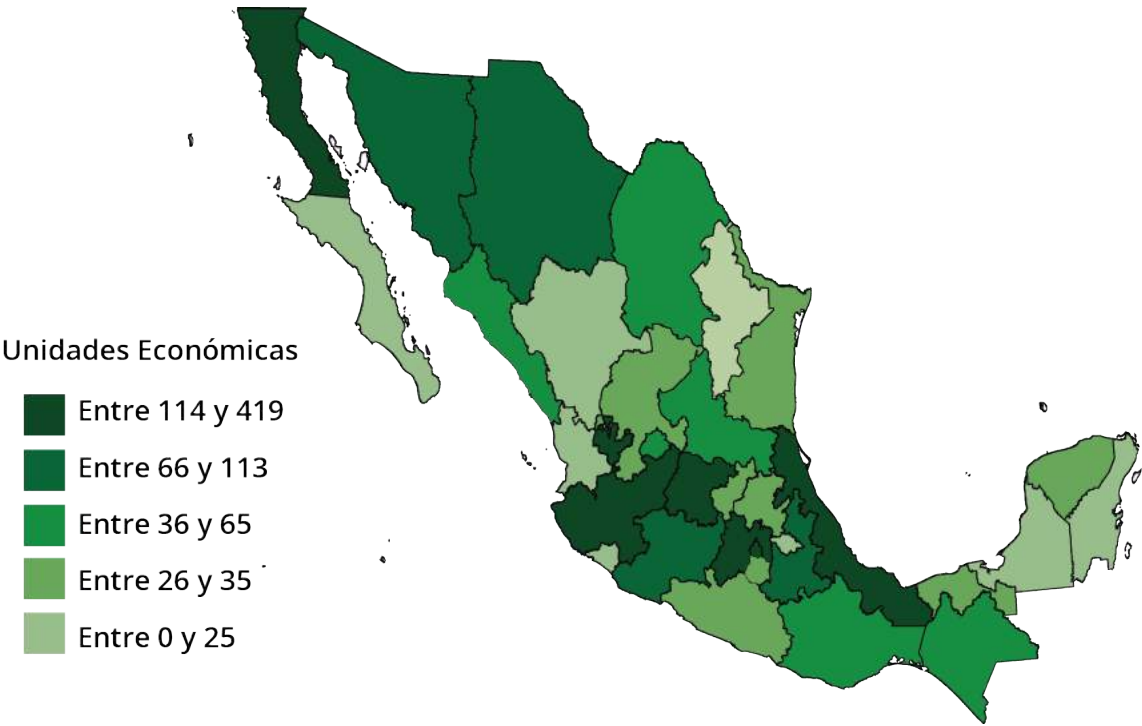 Unidades Económicas
Entre 114 y 419
Entre 66 y 113
Entre 36 y 65
Entre 26 y 35
Entre 0 y 25